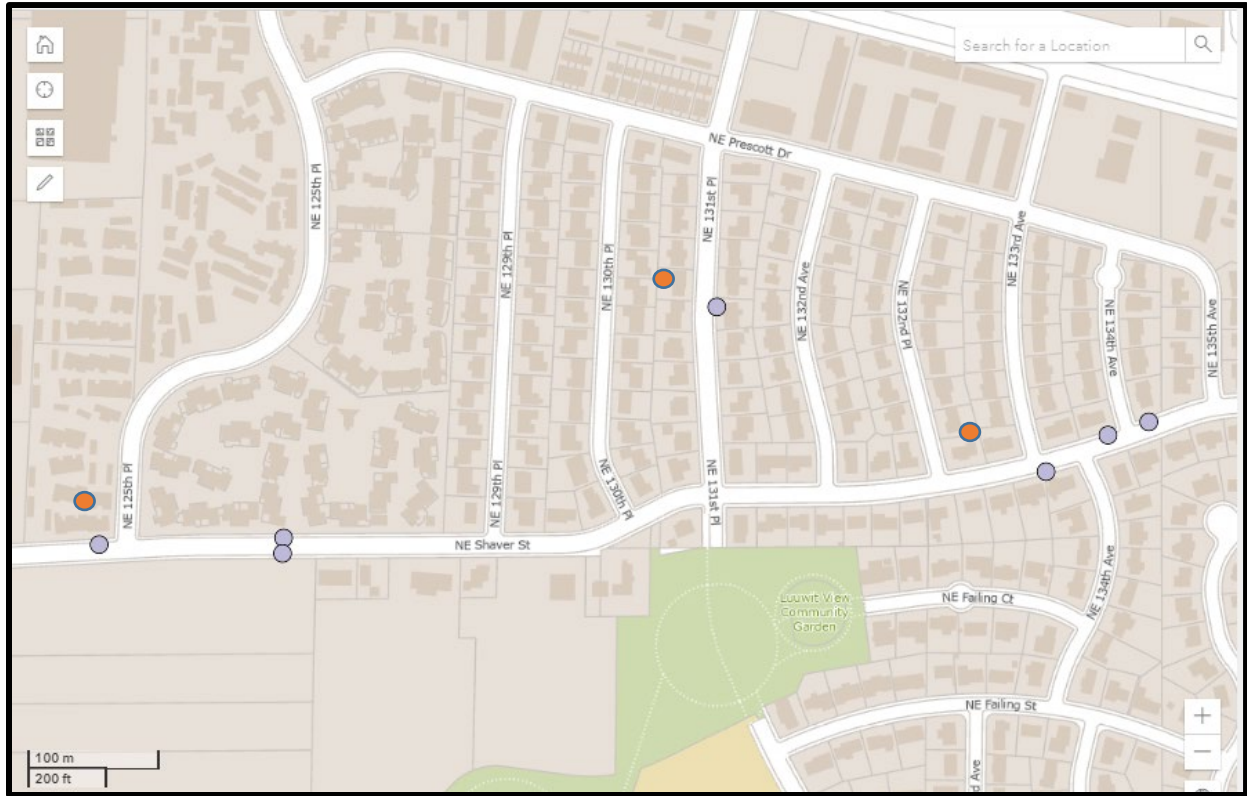 Search for a Location
NE Prescott Dr
NE 125th Pl
NE 131st Pl
NE 133rd Ave
NE 129th Pl
NE 130th Pl
NE 132nd Ave
NE 132nd Pl
NE 134th Ave
NE 135th Ave
NE 125th Pl
NE 129th Pl
NE 130th Pl
NE 131st Pl
NE Shaver St
NE 134th Ave
Luuwit View
Community
Garden
NE Failing Ct
NE Failing St
100 m
200 ft